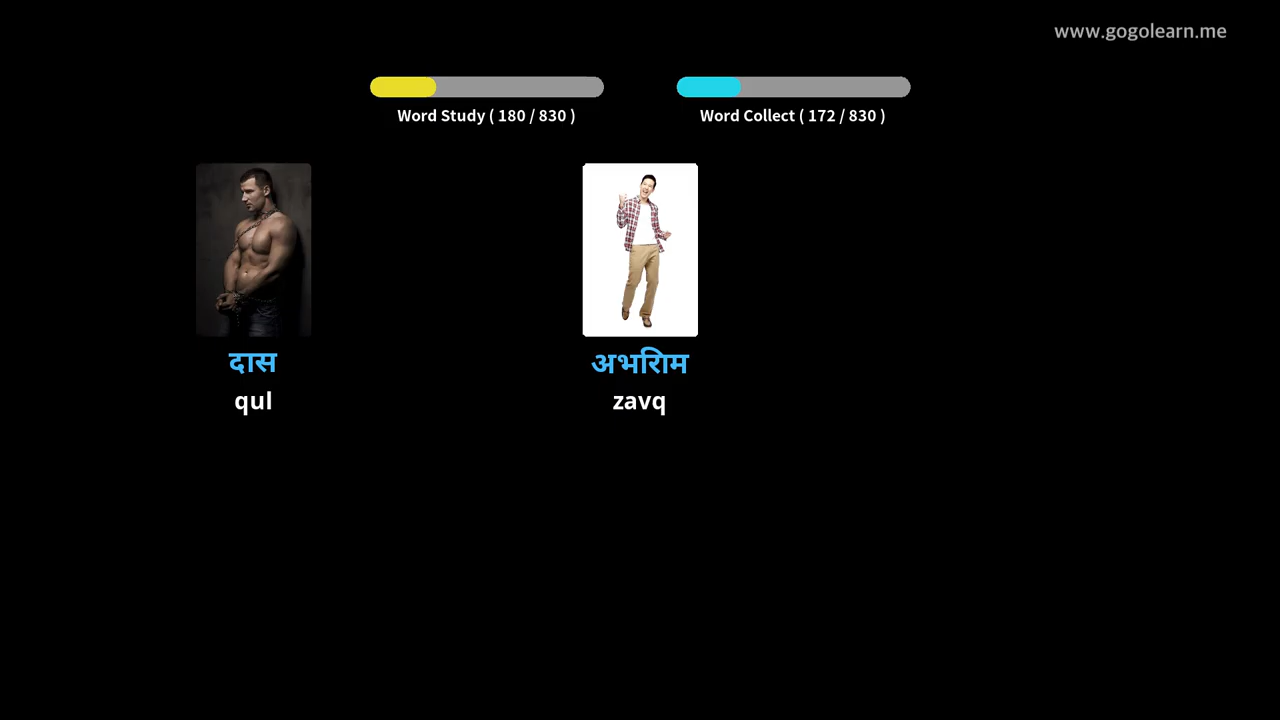 www.gogolearn.me
Word Study ( 180 / 830 )
Word Collect ( 172 / 830 )
दास
अभिराम
qul
zavq